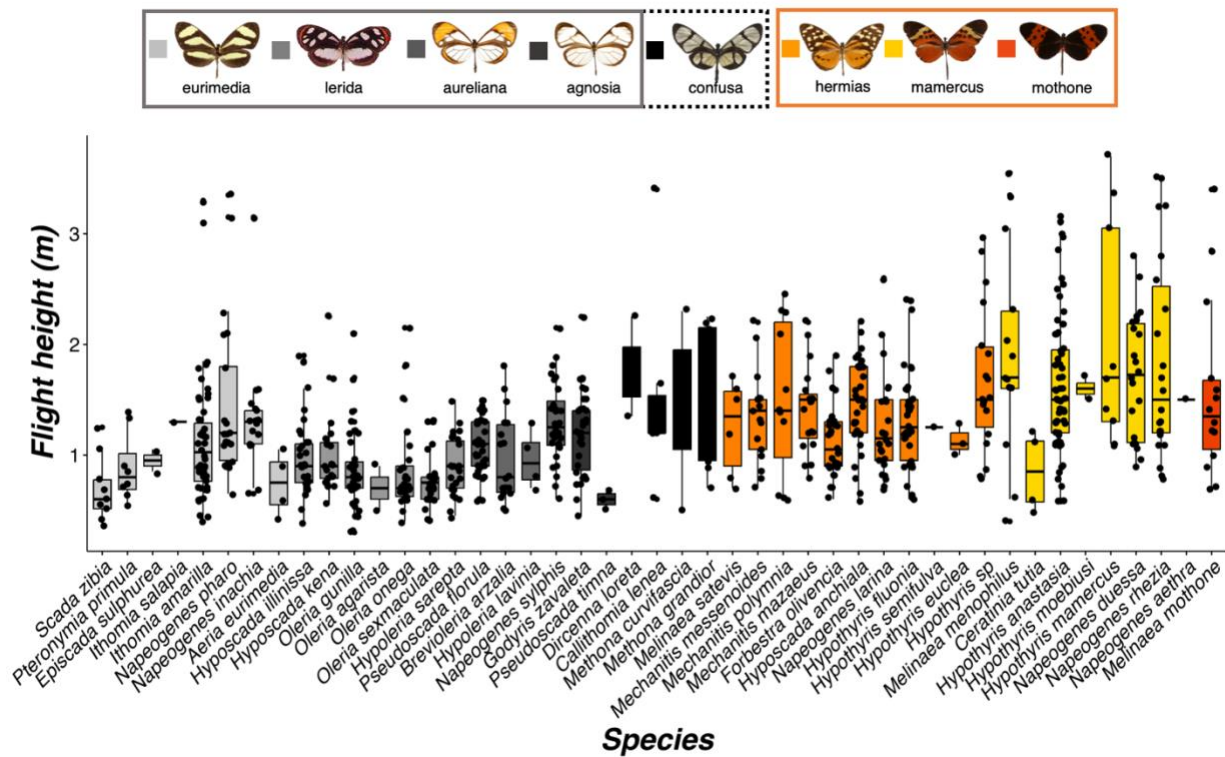 eurimedia lerida aureliana agnosia confusa hermias mamercus mothone
Flight height (m)
3
2
1
Scada zibia
Pteronymia primula
Episcada sulphurea
Ithomia salapia
Ithomia amarilla
Napeogenes pharo
Napeogenes inachia
Aeria eurimedia
Hyposcada illinissa
Hyposcada kena
Oleria gunilla
Oleria agarista
Oleria onega
Oleria sexmaculata
Hypoleria sarepta
Pseudoscada florula
Brevioleria arzalia
Hypoleria lavinia
Napeogenes sylphis
Godyris zavaleta
Pseudoscada timna
Dircenna loreta
Callithomia lenea
Methona curvifascia
Methona grandior
Melinaea satevis
Mechanitis messenoides
Mechanitis polymnia
Mechanitis mazaeus
Forbestra olivencia
Hyposcada anchiala
Napeogenes larina
Hypothyris fluonia
Hypothyris semifulva
Hypothyris euclea
Hypothyris sp
Melinaea menophilus
Ceratinia tutia
Hypothyris anastasia
Hypothyris moebiusi
Hypothyris mamercus
Napeogenes duessa
Napeogenes rhezia
Napeogenes aethra
Melinaea mothone
Species